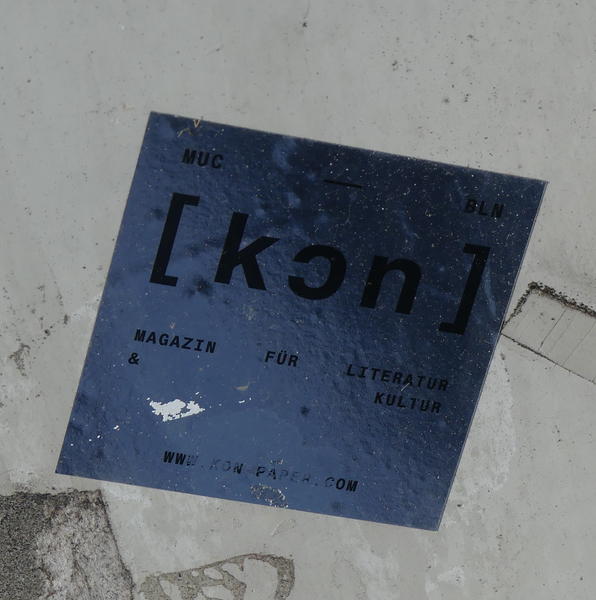 MUC — BLN
[kɔn]
MAGAZIN FÜR LITERATUR
& KULTUR
WWW.KON-PAPER.COM